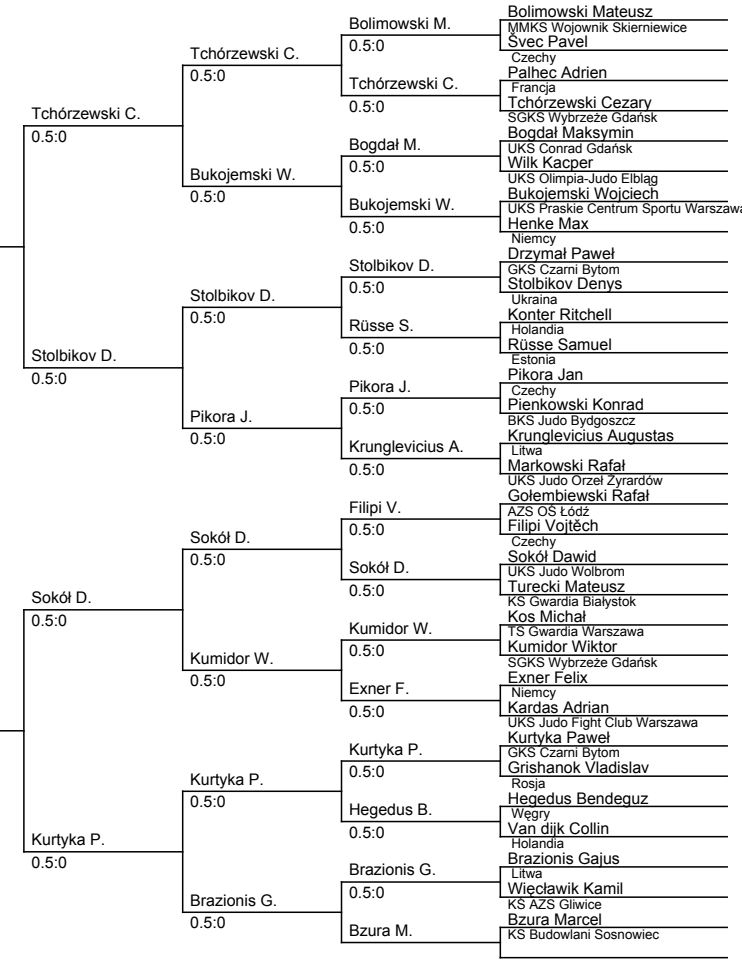 Bolimowski Mateusz
Bolimowski M.
MMKS Wojownik Skierniewice
Švec Pavel
0.5:0
Tchórzewski C.
Czechy
0.5:0
Palhec Adrien
Tchórzewski C.
Francja
0.5:0
Tchórzewski Cezary
Tchórzewski C.
SGKS Wybrzeże Gdańsk
0.5:0
Bogdał Maksymin
Bogdał M.
UKS Conrad Gdańsk
0.5:0
Wilk Kacper
Bukojemski W.
UKS Olimpia-Judo Elbląg
0.5:0
Bukojemski Wojciech
Bukojemski W.
UKS Praskie Centrum Sportu Warszawa
0.5:0
Henke Max
Niemcy
Drzymał Paweł
Stolbikov D.
GKS Czarni Bytom
0.5:0
Stolbikov Denys
Stolbikov D.
Ukraina
0.5:0
Konter Ritchell
Rüsse S.
Holandia
0.5:0
Rüsse Samuel
Stolbikov D.
Estonia
0.5:0
Pikora Jan
Pikora J.
Czechy
0.5:0
Pienkowski Konrad
Pikora J.
BKS Judo Bydgoszcz
0.5:0
Krunglevicius Augustas
Krunglevicius A.
Litwa
0.5:0
Markowski Rafał
UKS Judo Orzeł Żyrardów
Gołembiewski Rafał
Filipi V.
AZS OŚ Łódź
0.5:0
Filipi Vojtěch
Sokół D.
Czechy
0.5:0
Sokół Dawid
Sokół D.
UKS Judo Wolbrom
0.5:0
Turecki Mateusz
Sokół D.
KS Gwardia Białystok
0.5:0
Kos Michał
Kumidor W.
TS Gwardia Warszawa
0.5:0
Kumidor Wiktor
Kumidor W.
SGKS Wybrzeże Gdańsk
0.5:0
Exner Felix
Exner F.
Niemcy
0.5:0
Kardas Adrian
UKS Judo Fight Club Warszawa
Kurtyka Paweł
Kurtyka P.
GKS Czarni Bytom
0.5:0
Grishanok Vladislav
Kurtyka P.
Rosja
0.5:0
Hegedus Bendeguz
Hegedus B.
Węgry
0.5:0
Van dijk Collin
Kurtyka P.
Holandia
0.5:0
Brazionis Gajus
Brazionis G.
Litwa
0.5:0
Więcławik Kamil
Brazionis G.
KŚ AZS Gliwice
0.5:0
Bzura Marcel
Bzura M.
KS Budowlani Sosnowiec